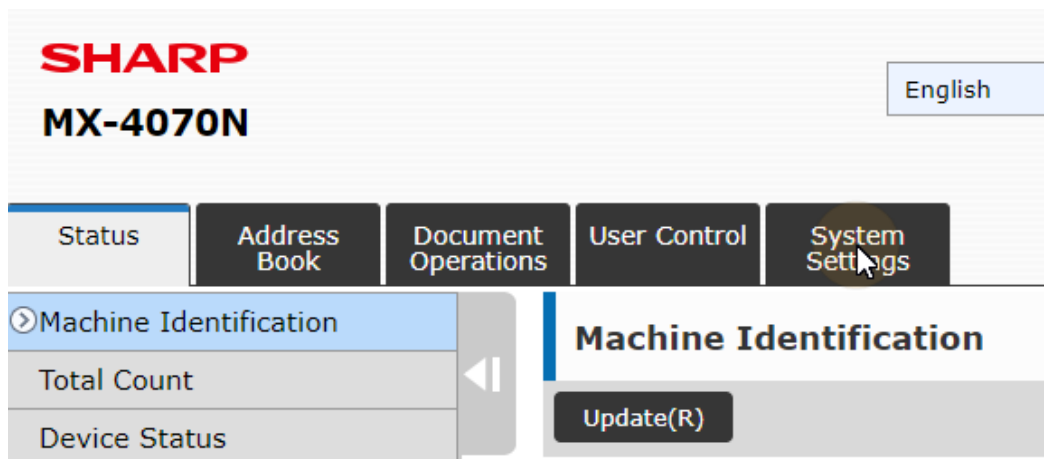 SHARP
MX-4070N
English
Status
Address
Book
Document
Operations
User Control
System
Settings
Machine Identification
Total Count
Device Status
Machine Identification
Update(R)